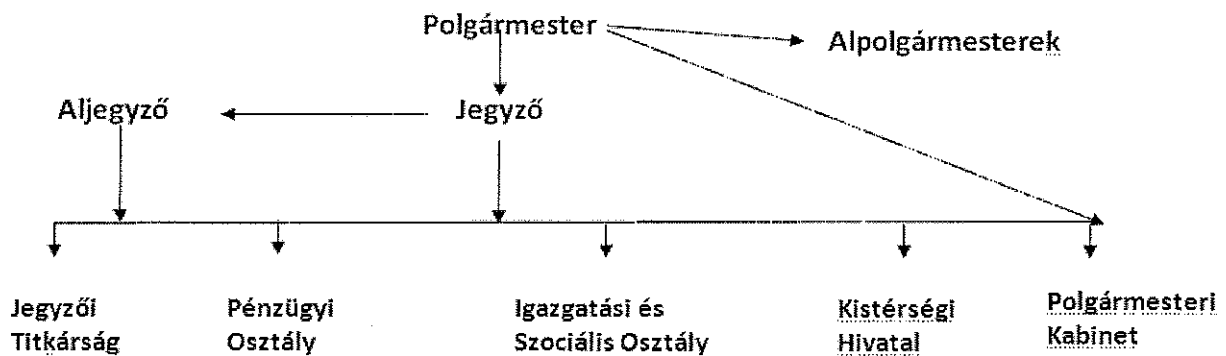 Polgármester
Alpolgármesterek
Aljegyző
Jegyző
Jegyzői
Titkárság
Pénzügyi
Osztály
Igazgatási és
Szociális Osztály
Kistérségi
Hivatal
Polgármesteri
Kabinet